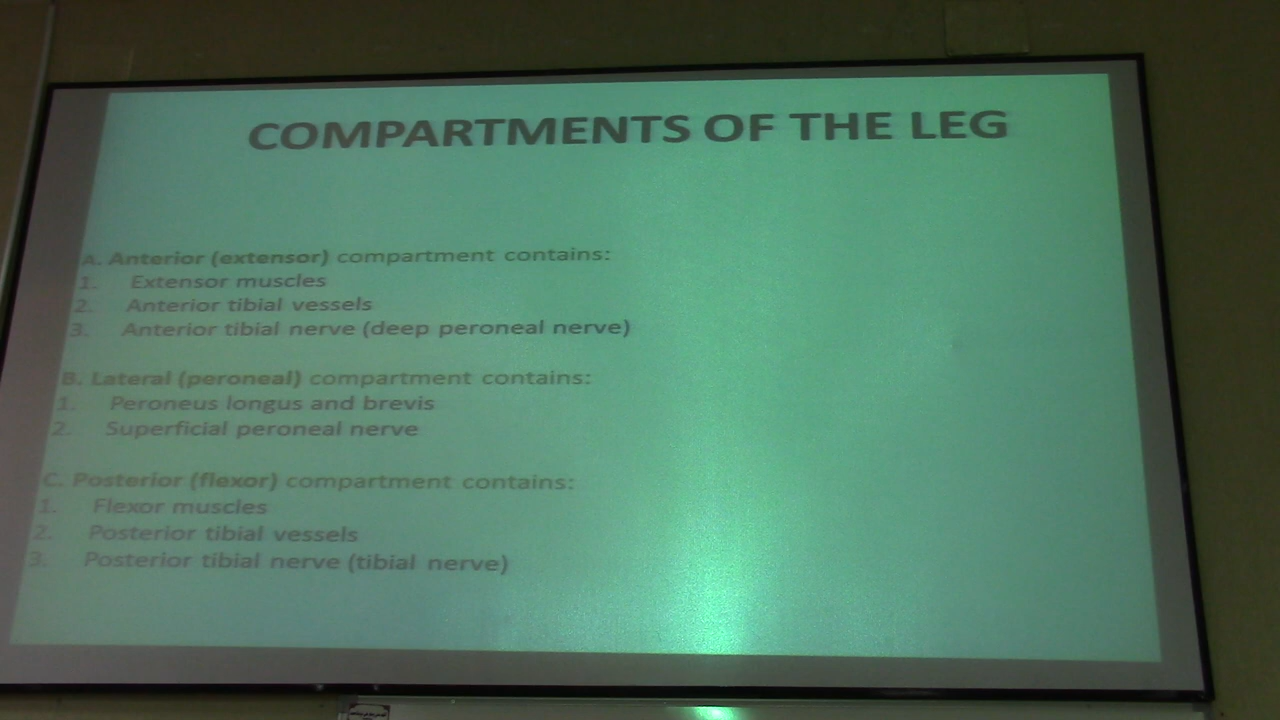 COMPARTMENTS OF THE LEG
A. Anterior (extensor) compartment contains:
1. Extensor muscles
2. Anterior tibial vessels
3. Anterior tibial nerve (deep peroneal nerve)
B. Lateral (peroneal) compartment contains:
1. Peroneus longus and brevis
2. Superficial peroneal nerve
C. Posterior (flexor) compartment contains:
1. Flexor muscles
2. Posterior tibial vessels
3. Posterior tibial nerve (tibial nerve)